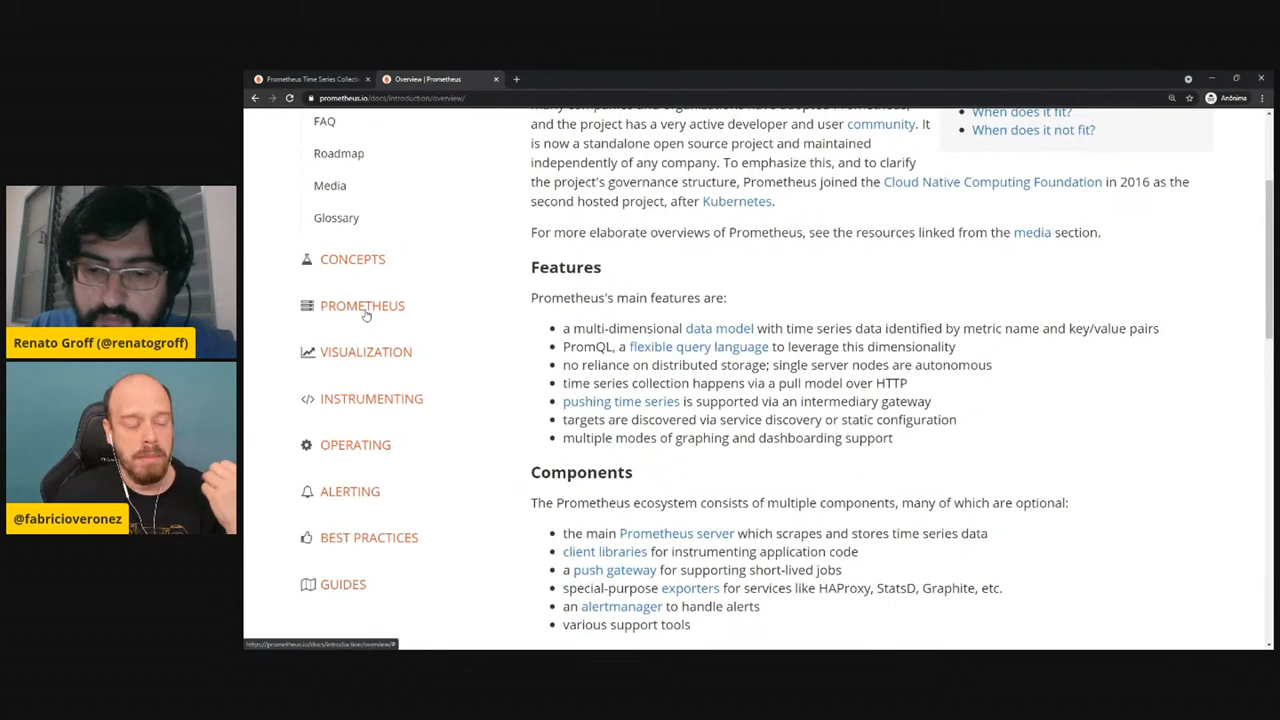 Prometheus Time Series Collecti
Overview | Prometheus
prometheus.io/docs/introduction/overview/
Anônima
FAQ
Roadmap
Media
Glossary
CONCEPTS
PROMETHEUS
VISUALIZATION
INSTRUMENTING
OPERATING
ALERTING
BEST PRACTICES
GUIDES
many companies and organizations have adopted Prometheus,
and the project has a very active developer and user community. It
is now a standalone open source project and maintained
independently of any company. To emphasize this, and to clarify
the project's governance structure, Prometheus joined the Cloud Native Computing Foundation in 2016 as the
second hosted project, after Kubernetes.
For more elaborate overviews of Prometheus, see the resources linked from the media section.
Features
Prometheus's main features are:
• a multi-dimensional data model with time series data identified by metric name and key/value pairs
• PromQL, a flexible query language to leverage this dimensionality
• no reliance on distributed storage; single server nodes are autonomous
• time series collection happens via a pull model over HTTP
• pushing time series is supported via an intermediary gateway
• targets are discovered via service discovery or static configuration
• multiple modes of graphing and dashboarding support
Components
The Prometheus ecosystem consists of multiple components, many of which are optional:
• the main Prometheus server which scrapes and stores time series data
• client libraries for instrumenting application code
• a push gateway for supporting short-lived jobs
• special-purpose exporters for services like HAProxy, StatsD, Graphite, etc.
• an alertmanager to handle alerts
• various support tools
• When does it fit?
• When does it not fit?
https://prometheus.io/docs/introduction/overview/#
Renato Groff (@renatogroff)
@fabricioveronez